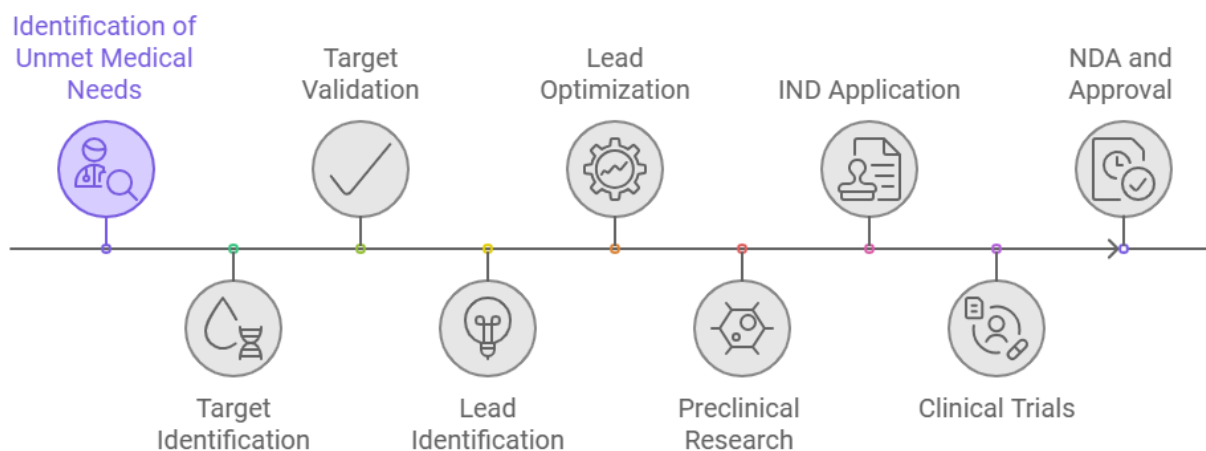 Identification of
Unmet Medical
Needs
Target
Identification
Target
Validation
Lead
Identification
Lead
Optimization
Preclinical
Research
IND Application
Clinical Trials
NDA and
Approval